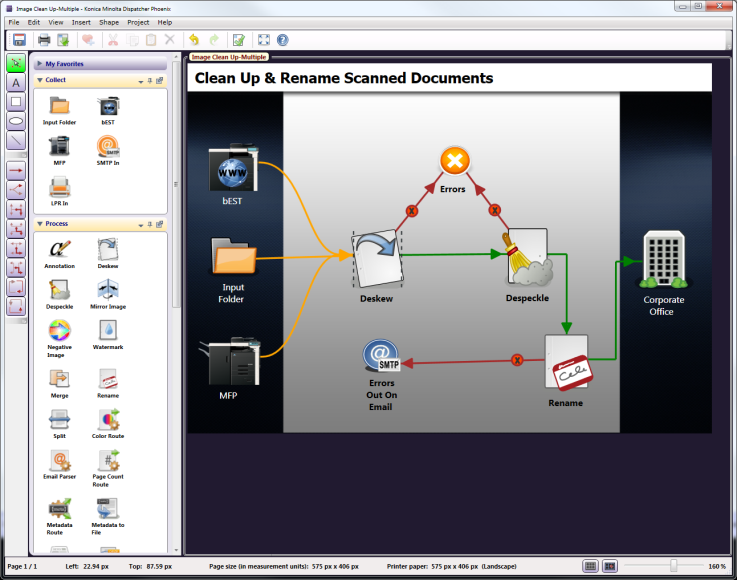 Image Clean Up-Multiple - Konica Minolta Dispatcher Phoenix
File Edit View Insert Shape Project Help
My Favorites
Collect
Input Folder
bEST
MFP
SMTP
SMTP In
LPR In
Process
Annotation
Deskew
Despeckle
Mirror Image
Negative
Image
Watermark
Merge
Rename
Split
Color Route
Email Parser
Page Count
Route
Metadata
Route
Metadata to
File
A
Image Clean Up-Multiple
Clean Up & Rename Scanned Documents
WWW
bEST
Input
Folder
MFP
Errors
X
X
Deskew
Despeckle
Corporate
Office
SMTP
Errors
Out On
Email
X
Rename
Page 1 / 1 Left: 22.94 px Top: 87.59 px Page size (in measurement units): 575 px x 406 px Printer paper: 575 px x 406 px (Landscape) 160 %